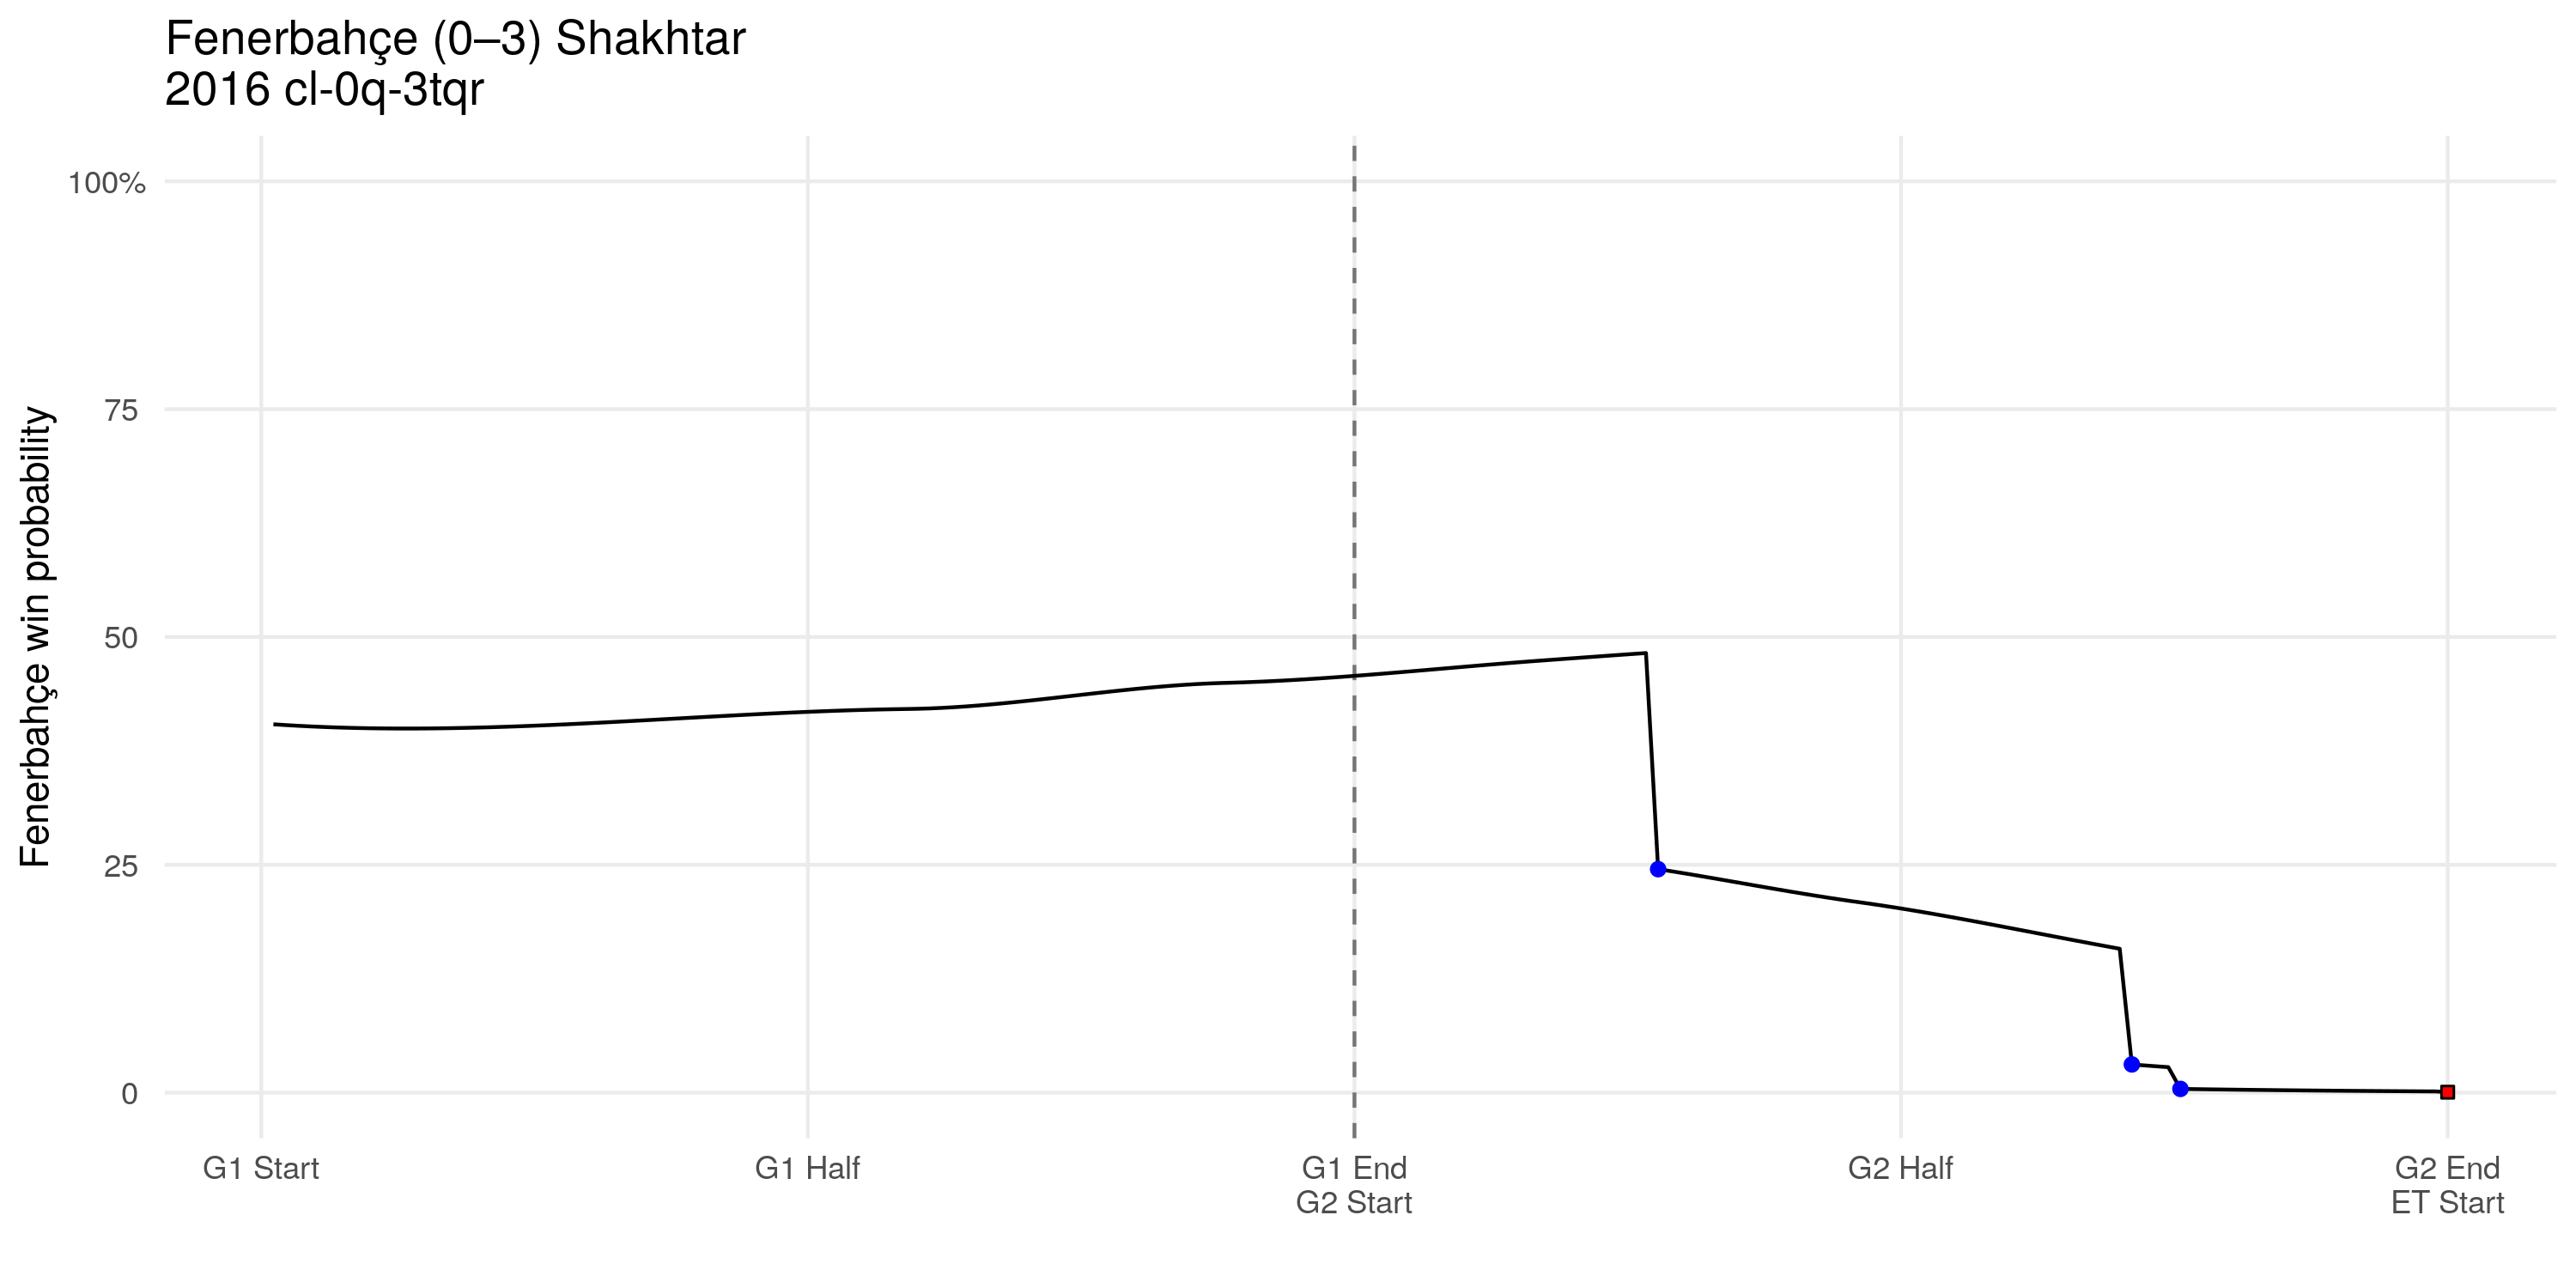 Fenerbahçe (0–3) Shakhtar
2016 cl-0q-3tqr
Fenerbahçe win probability
100%
75
50
25
0
G1 Start
G1 Half
G1 End
G2 Start
G2 Half
G2 End
ET Start